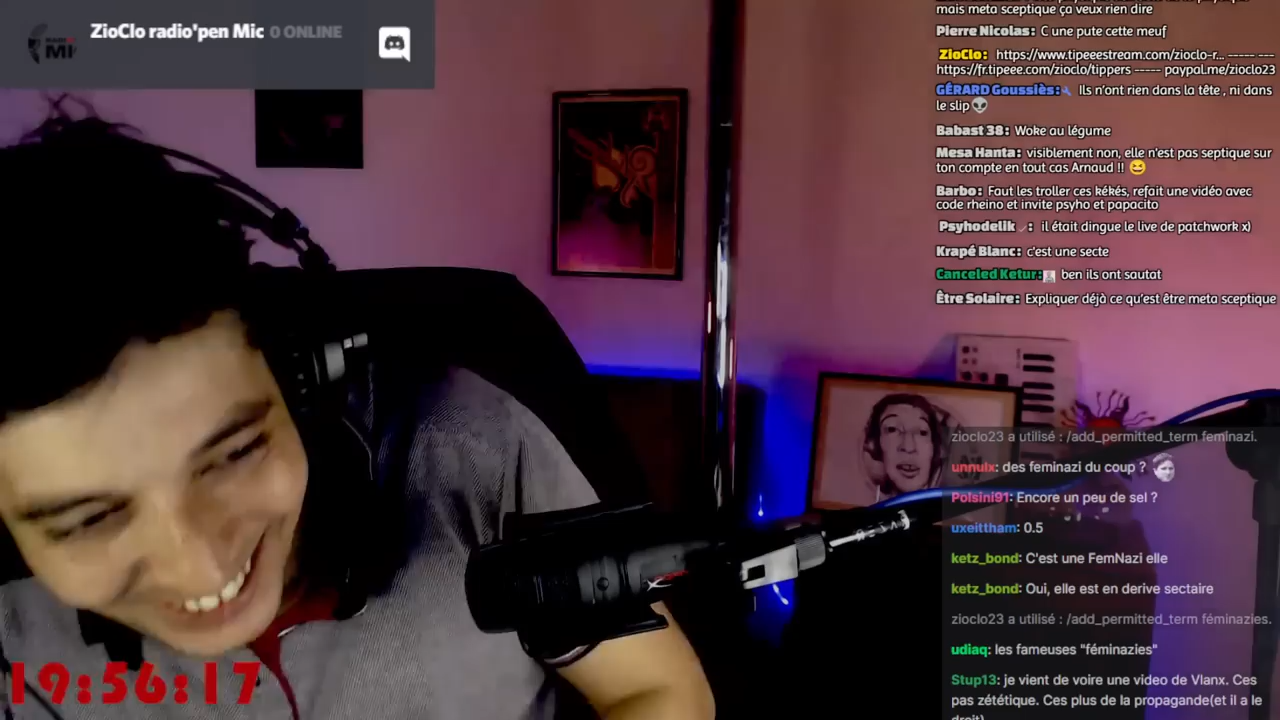 ZioClo radio'pen Mic 0 ONLINE
MI
mais meta sceptique ça veux rien dire
Pierre Nicolas: C une pute cette meuf
ZioClo: https://www.tipeeestream.com/zioclo-r... ----- ---
https://fr.tipeee.com/zioclo/tippers ----- paypal.me/zioclo23
GÉRARD Goussiès: Ils n'ont rien dans la tête , ni dans
le slip👽
Babast 38: Woke au légume
Mesa Hanta: visiblement non, elle n'est pas septique sur
ton compte en tout cas Arnaud !! 😆
Barbo: Faut les troller ces kékés, refait une vidéo avec
code rheino et invite psyho et papacito
Psyhodelik : il était dingue le live de patchwork x)
Krapé Blanc: c'est une secte
Canceled Ketur: ben ils ont sautat
Être Solaire: Expliquer déjà ce qu'est être meta sceptique
zioclo23 a utilisé : /add_permitted_term feminazi.
unnulx: des feminazi du coup ?
Polsini91: Encore un peu de sel ?
uxeittham: 0.5
ketz_bond: C'est une FemNazi elle
ketz_bond: Oui, elle est en derive sectaire
zioclo23 a utilisé : /add_permitted_term féminazies.
udiaq: les fameuses "féminazies"
Stup13: je vient de voire une video de Vlanx. Ces
pas zététique. Ces plus de la propagande(et il a le
droit)
19:56:17